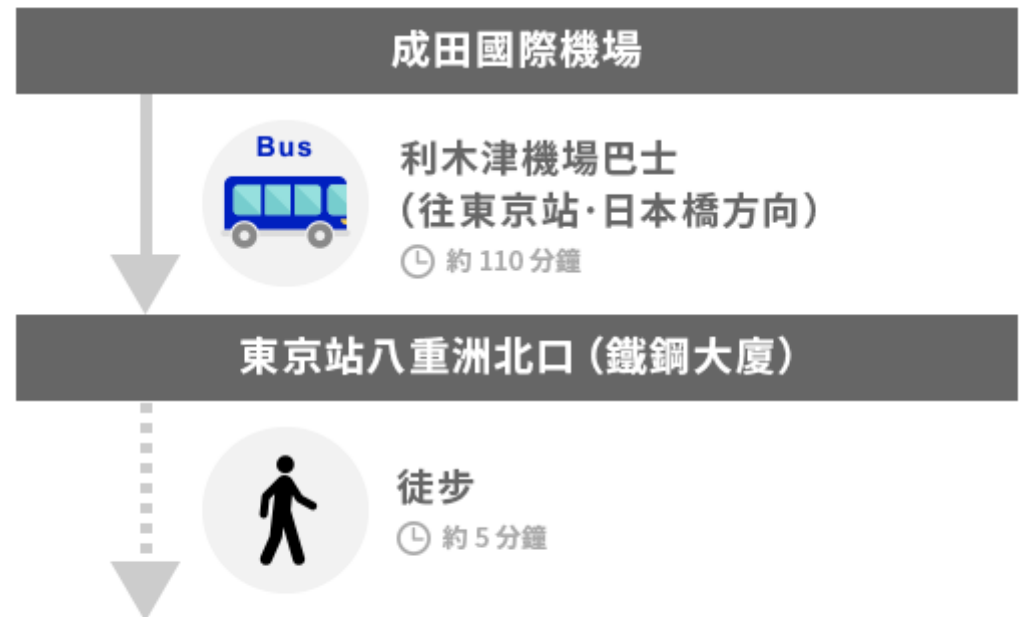 成田國際機場
Bus
利木津機場巴士
（往東京站·日本橋方向）
約 110 分鐘
東京站八重洲北口（鐵鋼大廈）
徒步
約 5 分鐘